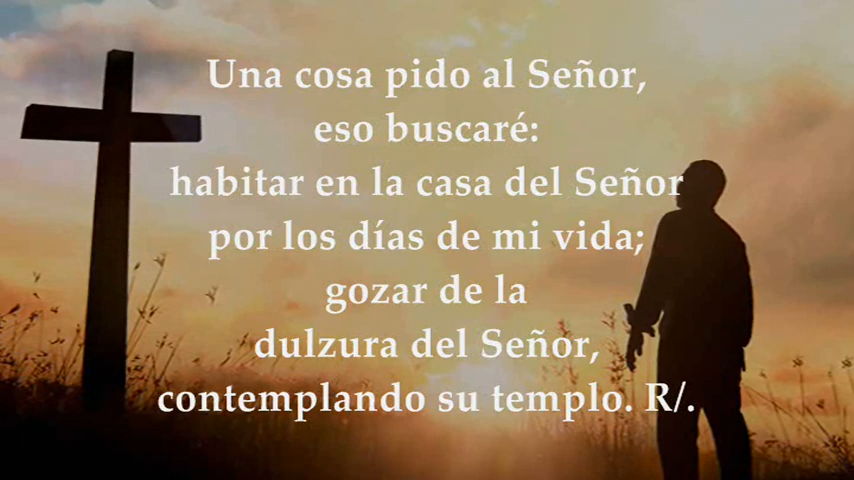 Una cosa pido al Señor,
eso buscaré:
habitar en la casa del Señor
por los días de mi vida;
gozar de la
dulzura del Señor,
contemplando su templo. R/.